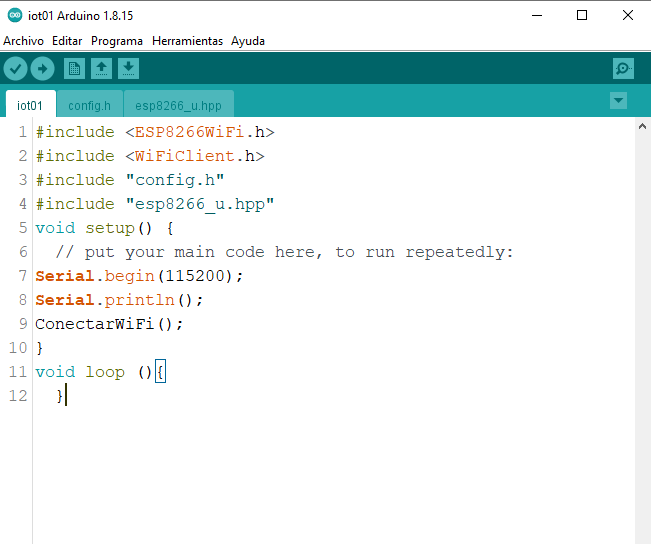 iot01 Arduino 1.8.15
Archivo Editar Programa Herramientas Ayuda
iot01 config.h esp8266_u.hpp
1 #include <ESP8266WiFi.h>
2 #include <WiFiClient.h>
3 #include "config.h"
4 #include "esp8266_u.hpp"
5 void setup() {
6 // put your main code here, to run repeatedly:
7 Serial.begin(115200);
8 Serial.println();
9 ConectarWiFi();
10 }
11 void loop (){
12 }